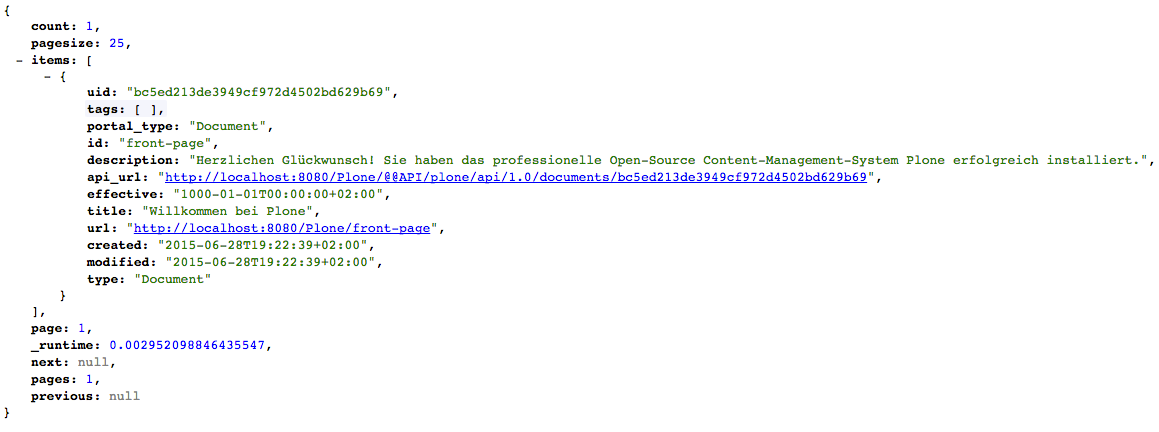 {
count: 1,
pagesize: 25,
- items: [
- {
uid: "bc5ed213de3949cf972d4502bd629b69",
tags: [ ],
portal_type: "Document",
id: "front-page",
description: "Herzlichen Glückwunsch! Sie haben das professionelle Open-Source Content-Management-System Plone erfolgreich installiert.",
api_url: "http://localhost:8080/Plone/@@API/plone/api/1.0/documents/bc5ed213de3949cf972d4502bd629b69",
effective: "1000-01-01T00:00:00+02:00",
title: "Willkommen bei Plone",
url: "http://localhost:8080/Plone/front-page",
created: "2015-06-28T19:22:39+02:00",
modified: "2015-06-28T19:22:39+02:00",
type: "Document"
}
],
page: 1,
_runtime: 0.002952098846435547,
next: null,
pages: 1,
previous: null
}